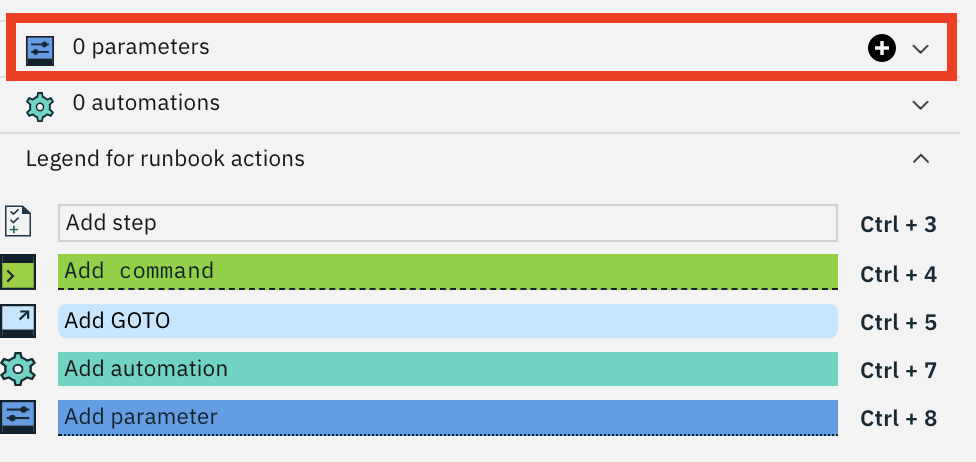 0 parameters
0 automations
Legend for runbook actions
Add step Ctrl + 3
Add command Ctrl + 4
Add GOTO Ctrl + 5
Add automation Ctrl + 7
Add parameter Ctrl + 8